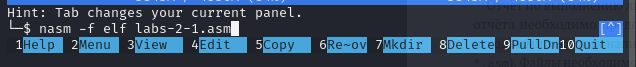 Hint: Tab changes your current panel.
└─$ nasm -f elf labs-2-1.asm [^]
1Help 2Menu 3View 4Edit 5Copy 6Re~ov 7Mkdir 8Delete 9PullDn 10Quit